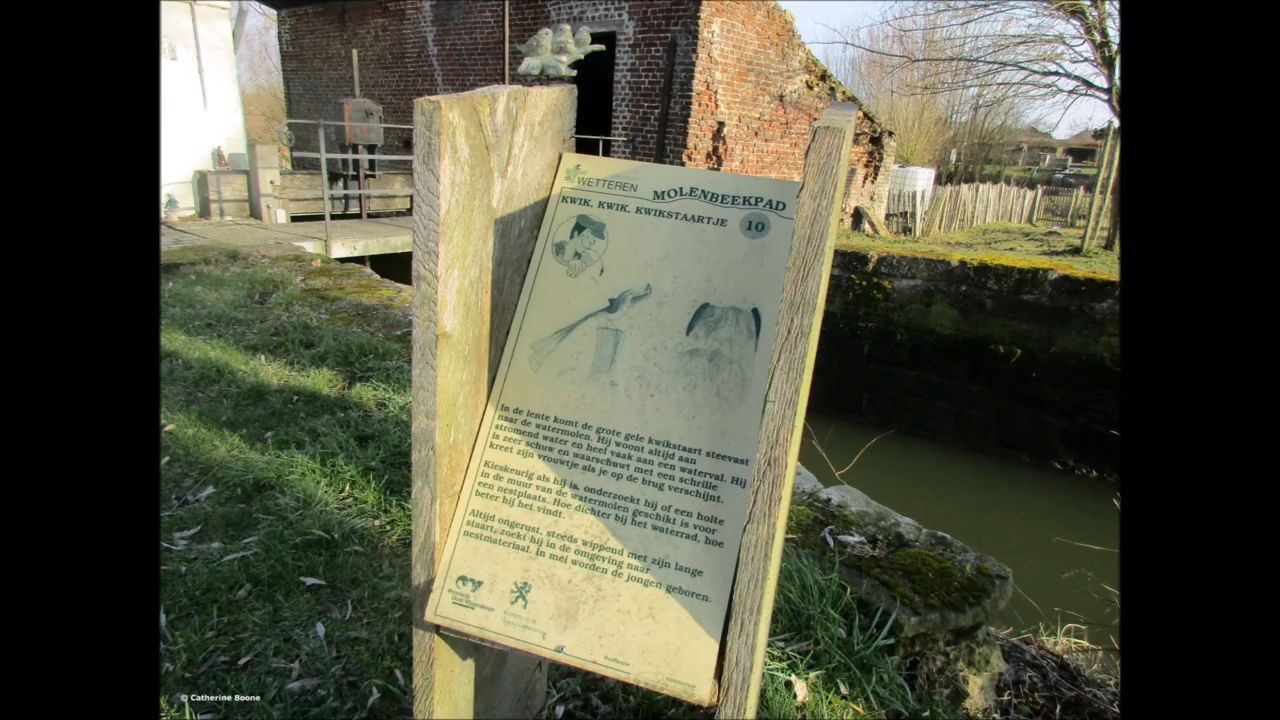 WETTEREN
MOLENBEEKPAD
KWIK, KWIK, KWIKSTAARTJE
10
In de lente komt de grote gele kwikstaart steevast
naar de watermolen. Hij woont altijd aan
stromend water en heel vaak aan een waterval. Hij
is zeer schuw en waarschuwt met een schrille
kreet zijn vrouwtje als je op de brug verschijnt.
Kieskeurig als hij is, onderzoekt hij of een holte
in de muur van de watermolen geschikt is voor
een nestplaats. Hoe dichter bij het waterrad, hoe
beter hij het vindt.
Altijd ongerust, steeds wippend met zijn lange
staart, zoekt hij in de omgeving naar
nestmateriaal. In mei worden de jongen geboren.
Provincie
Oost-Vlaanderen
© Catherine Boone